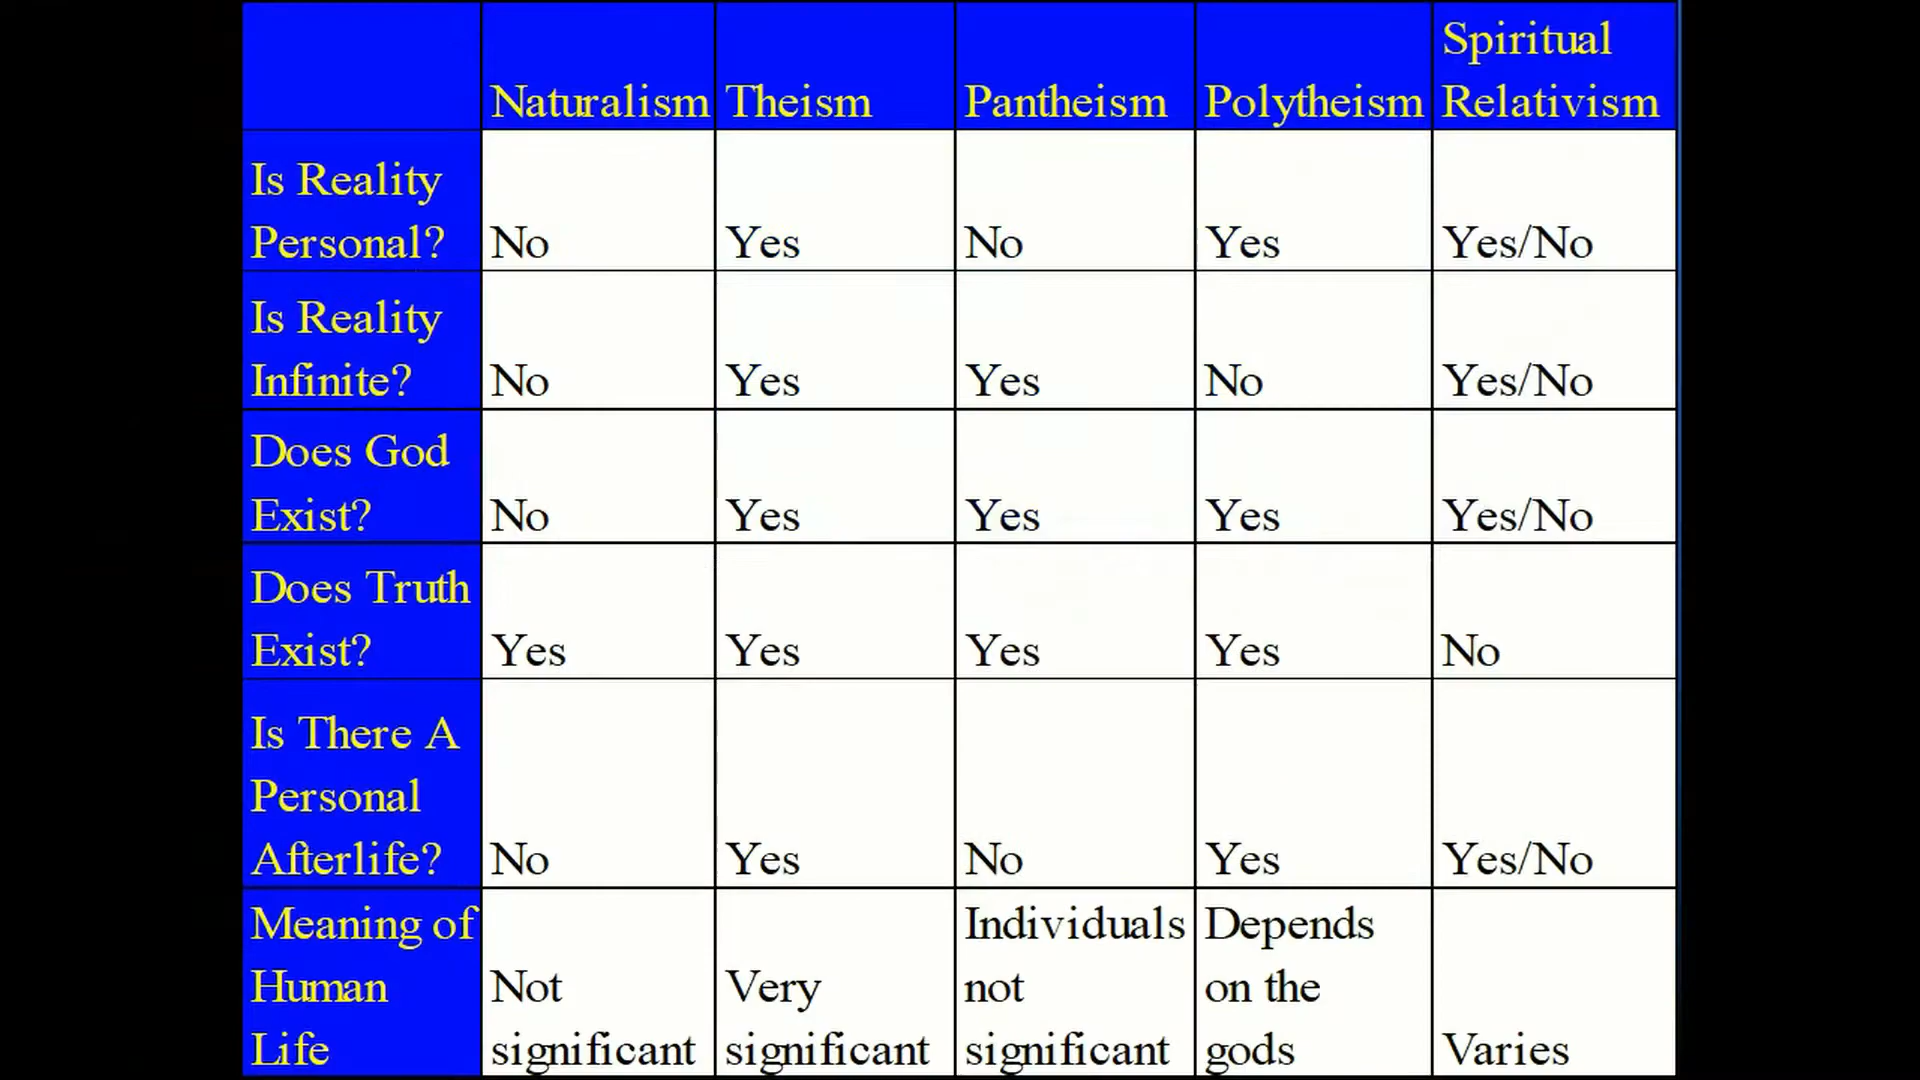 Naturalism Theism Pantheism Polytheism Spiritual Relativism
Is Reality Personal? No Yes No Yes Yes/No
Is Reality Infinite? No Yes Yes No Yes/No
Does God Exist? No Yes Yes Yes Yes/No
Does Truth Exist? Yes Yes Yes Yes No
Is There A Personal Afterlife? No Yes No Yes Yes/No
Meaning of Human Life Not significant Very significant Individuals not significant Depends on the gods Varies